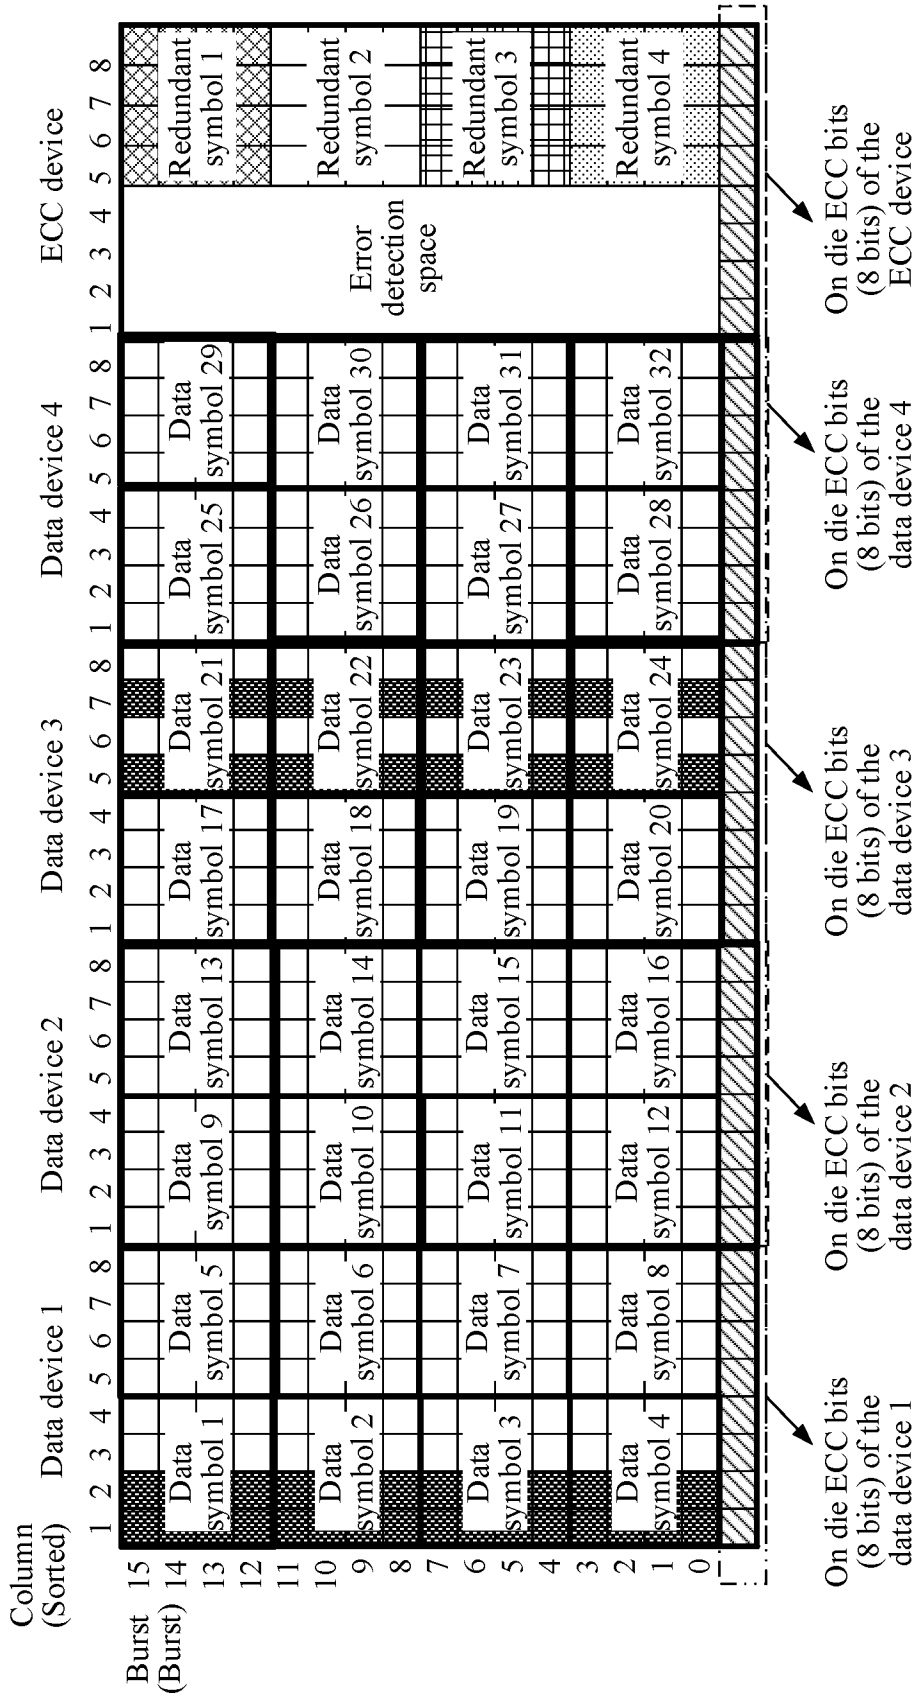 Column
(Sorted)
Data device 1
Data device 2
Data device 3
Data device 4
ECC device
1 2 3 4 5 6 7 8
1 2 3 4 5 6 7 8
1 2 3 4 5 6 7 8
1 2 3 4 5 6 7 8
1 2 3 4 5 6 7 8
Burst
(Burst)
15
14
13
12
11
10
9
8
7
6
5
4
3
2
1
0
Data
symbol 1
Data
symbol 5
Data
symbol 9
Data
symbol 13
Data
symbol 17
Data
symbol 21
Data
symbol 25
Data
symbol 29
Redundant
symbol 1
Data
symbol 2
Data
symbol 6
Data
symbol 10
Data
symbol 14
Data
symbol 18
Data
symbol 22
Data
symbol 26
Data
symbol 30
Error
detection
space
Redundant
symbol 2
Data
symbol 3
Data
symbol 7
Data
symbol 11
Data
symbol 15
Data
symbol 19
Data
symbol 23
Data
symbol 27
Data
symbol 31
Redundant
symbol 3
Data
symbol 4
Data
symbol 8
Data
symbol 12
Data
symbol 16
Data
symbol 20
Data
symbol 24
Data
symbol 28
Data
symbol 32
Redundant
symbol 4
On die ECC bits
(8 bits) of the
data device 1
On die ECC bits
(8 bits) of the
data device 2
On die ECC bits
(8 bits) of the
data device 3
On die ECC bits
(8 bits) of the
data device 4
On die ECC bits
(8 bits) of the
ECC device